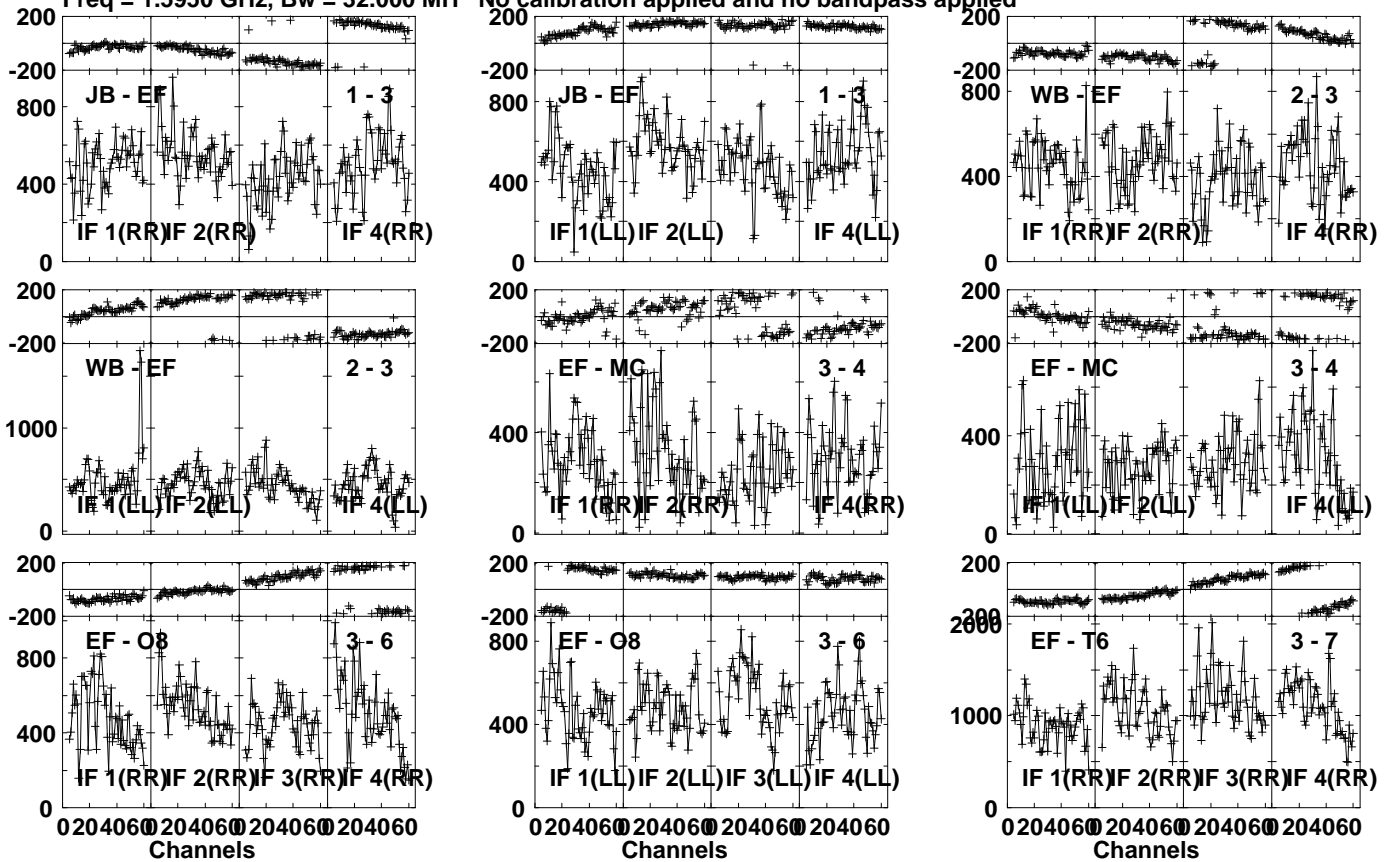 Freq = 1.5950 GHz, Bw = 32.000 MH No calibration applied and no bandpass applied
200
-200
800
400
0
JB - EF
1 - 3
IF 1(RR)
IF 2(RR)
IF 4(RR)
200
-200
800
400
0
JB - EF
1 - 3
IF 1(LL)
IF 2(LL)
IF 4(LL)
200
-200
800
400
0
WB - EF
2 - 3
IF 1(RR)
IF 2(RR)
IF 4(RR)
200
-200
1000
0
WB - EF
2 - 3
IF 1(LL)
IF 2(LL)
IF 4(LL)
200
-200
400
0
EF - MC
3 - 4
IF 1(RR)
IF 2(RR)
IF 4(RR)
200
-200
400
0
EF - MC
3 - 4
IF 1(LL)
IF 2(LL)
IF 4(LL)
200
-200
800
400
0
EF - O8
3 - 6
IF 1(RR)
IF 2(RR)
IF 3(RR)
IF 4(RR)
0 20 40 60 0 20 40 60 0 20 40 60 0 20 40 60
Channels
200
-200
800
400
0
EF - O8
3 - 6
IF 1(LL)
IF 2(LL)
IF 3(LL)
IF 4(LL)
0 20 40 60 0 20 40 60 0 20 40 60 0 20 40 60
Channels
200
-200
2000
1000
0
EF - T6
3 - 7
IF 1(RR)
IF 2(RR)
IF 3(RR)
IF 4(RR)
0 20 40 60 0 20 40 60 0 20 40 60 0 20 40 60
Channels